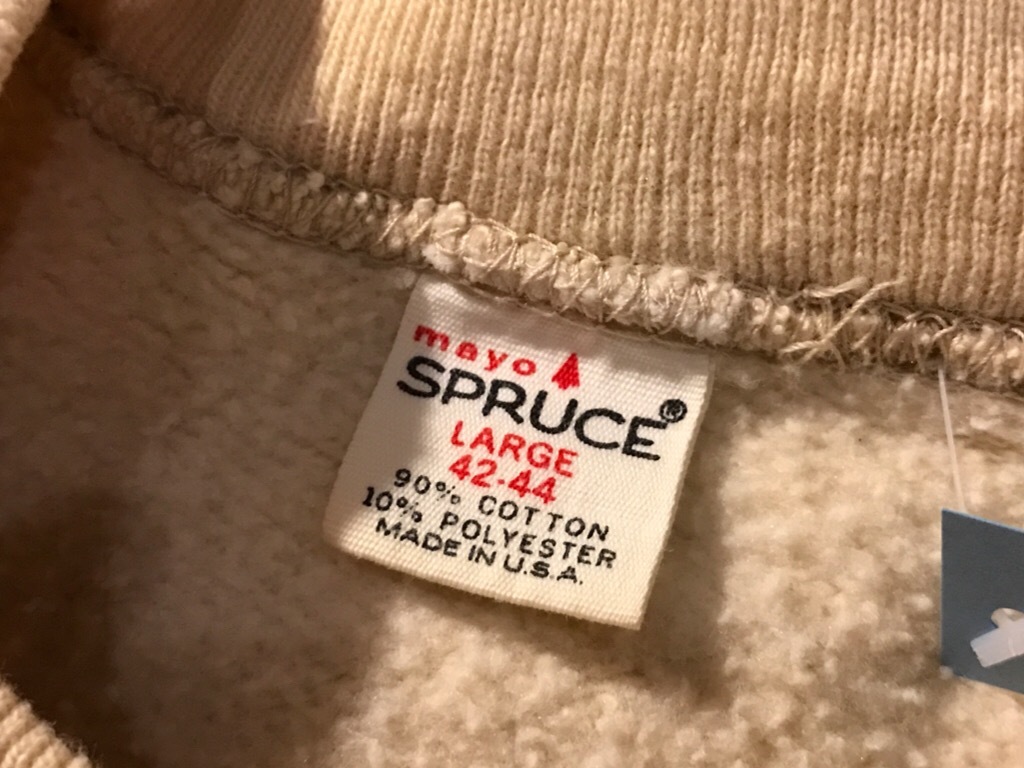 mayo
SPRUCE®
LARGE
42-44
90% COTTON
10% POLYESTER
MADE IN U.S.A.